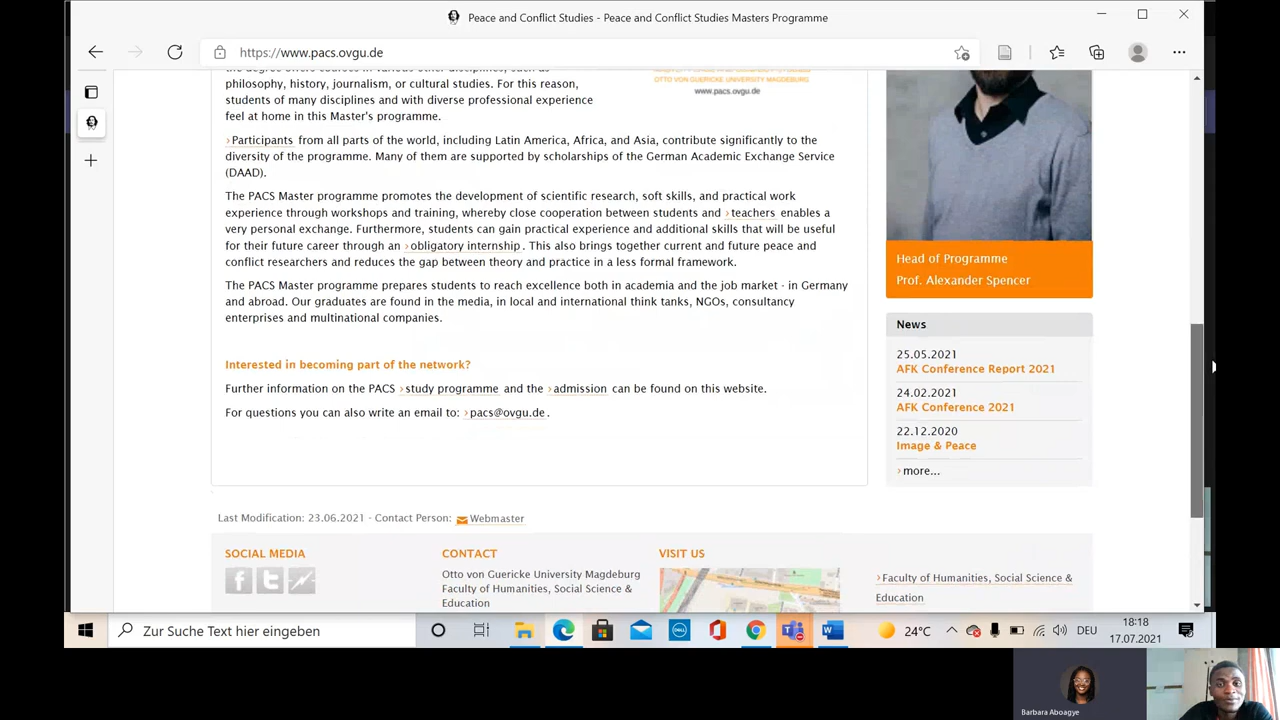 Peace and Conflict Studies - Peace and Conflict Studies Masters Programme
https://www.pacs.ovgu.de
philosophy, history, journalism, or cultural studies. For this reason,
students of many disciplines and with diverse professional experience
feel at home in this Master's programme.
Participants from all parts of the world, including Latin America, Africa, and Asia, contribute significantly to the
diversity of the programme. Many of them are supported by scholarships of the German Academic Exchange Service
(DAAD).
The PACS Master programme promotes the development of scientific research, soft skills, and practical work
experience through workshops and training, whereby close cooperation between students and teachers enables a
very personal exchange. Furthermore, students can gain practical experience and additional skills that will be useful
for their future career through an obligatory internship. This also brings together current and future peace and
conflict researchers and reduces the gap between theory and practice in a less formal framework.
The PACS Master programme prepares students to reach excellence both in academia and the job market - in Germany
and abroad. Our graduates are found in the media, in local and international think tanks, NGOs, consultancy
enterprises and multinational companies.
Interested in becoming part of the network?
Further information on the PACS study programme and the admission can be found on this website.
For questions you can also write an email to: pacs@ovgu.de.
OTTO VON GUERICKE UNIVERSITY MAGDEBURG
www.pacs.ovgu.de
Head of Programme
Prof. Alexander Spencer
News
25.05.2021
AFK Conference Report 2021
24.02.2021
AFK Conference 2021
22.12.2020
Image & Peace
more...
Last Modification: 23.06.2021 - Contact Person: Webmaster
SOCIAL MEDIA
CONTACT
Otto von Guericke University Magdeburg
Faculty of Humanities, Social Science &
Education
VISIT US
Faculty of Humanities, Social Science &
Education
Zur Suche Text hier eingeben
DELL
24°C
DEU
18:18
17.07.2021
Barbara Aboagye